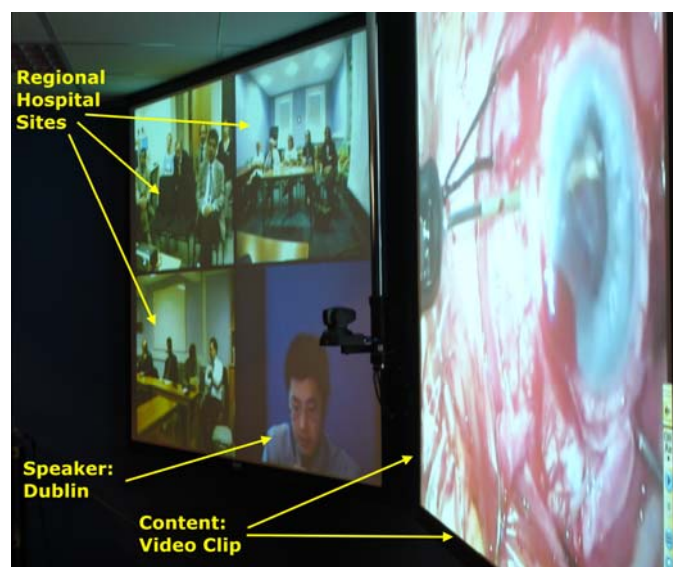 Regional
Hospital
Sites
Speaker:
Dublin
Content:
Video Clip